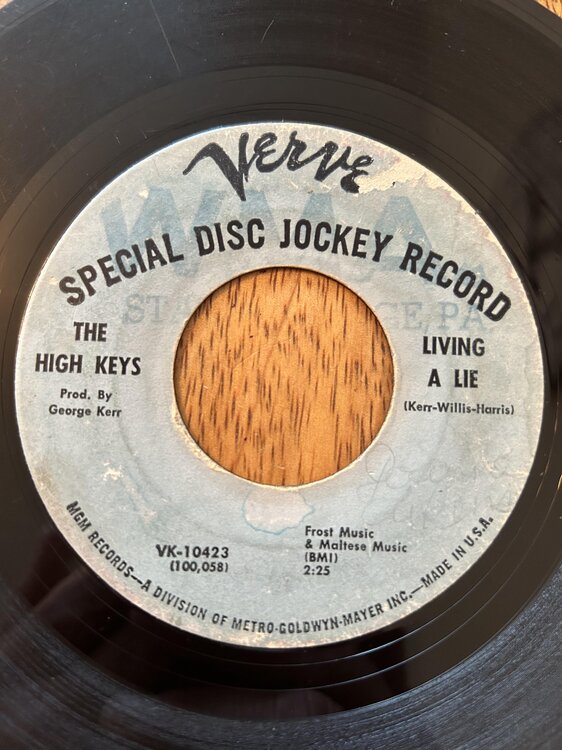 Verve
SPECIAL DISC JOCKEY RECORD
THE
HIGH KEYS
Prod. By
George Kerr
LIVING
A LIE
(Kerr-Willis-Harris)
VK-10423
(100,058)
Frost Music
& Maltese Music
(BMI)
2:25
MGM RECORDS—A DIVISION OF METRO-GOLDWYN-MAYER INC.—MADE IN U.S.A.